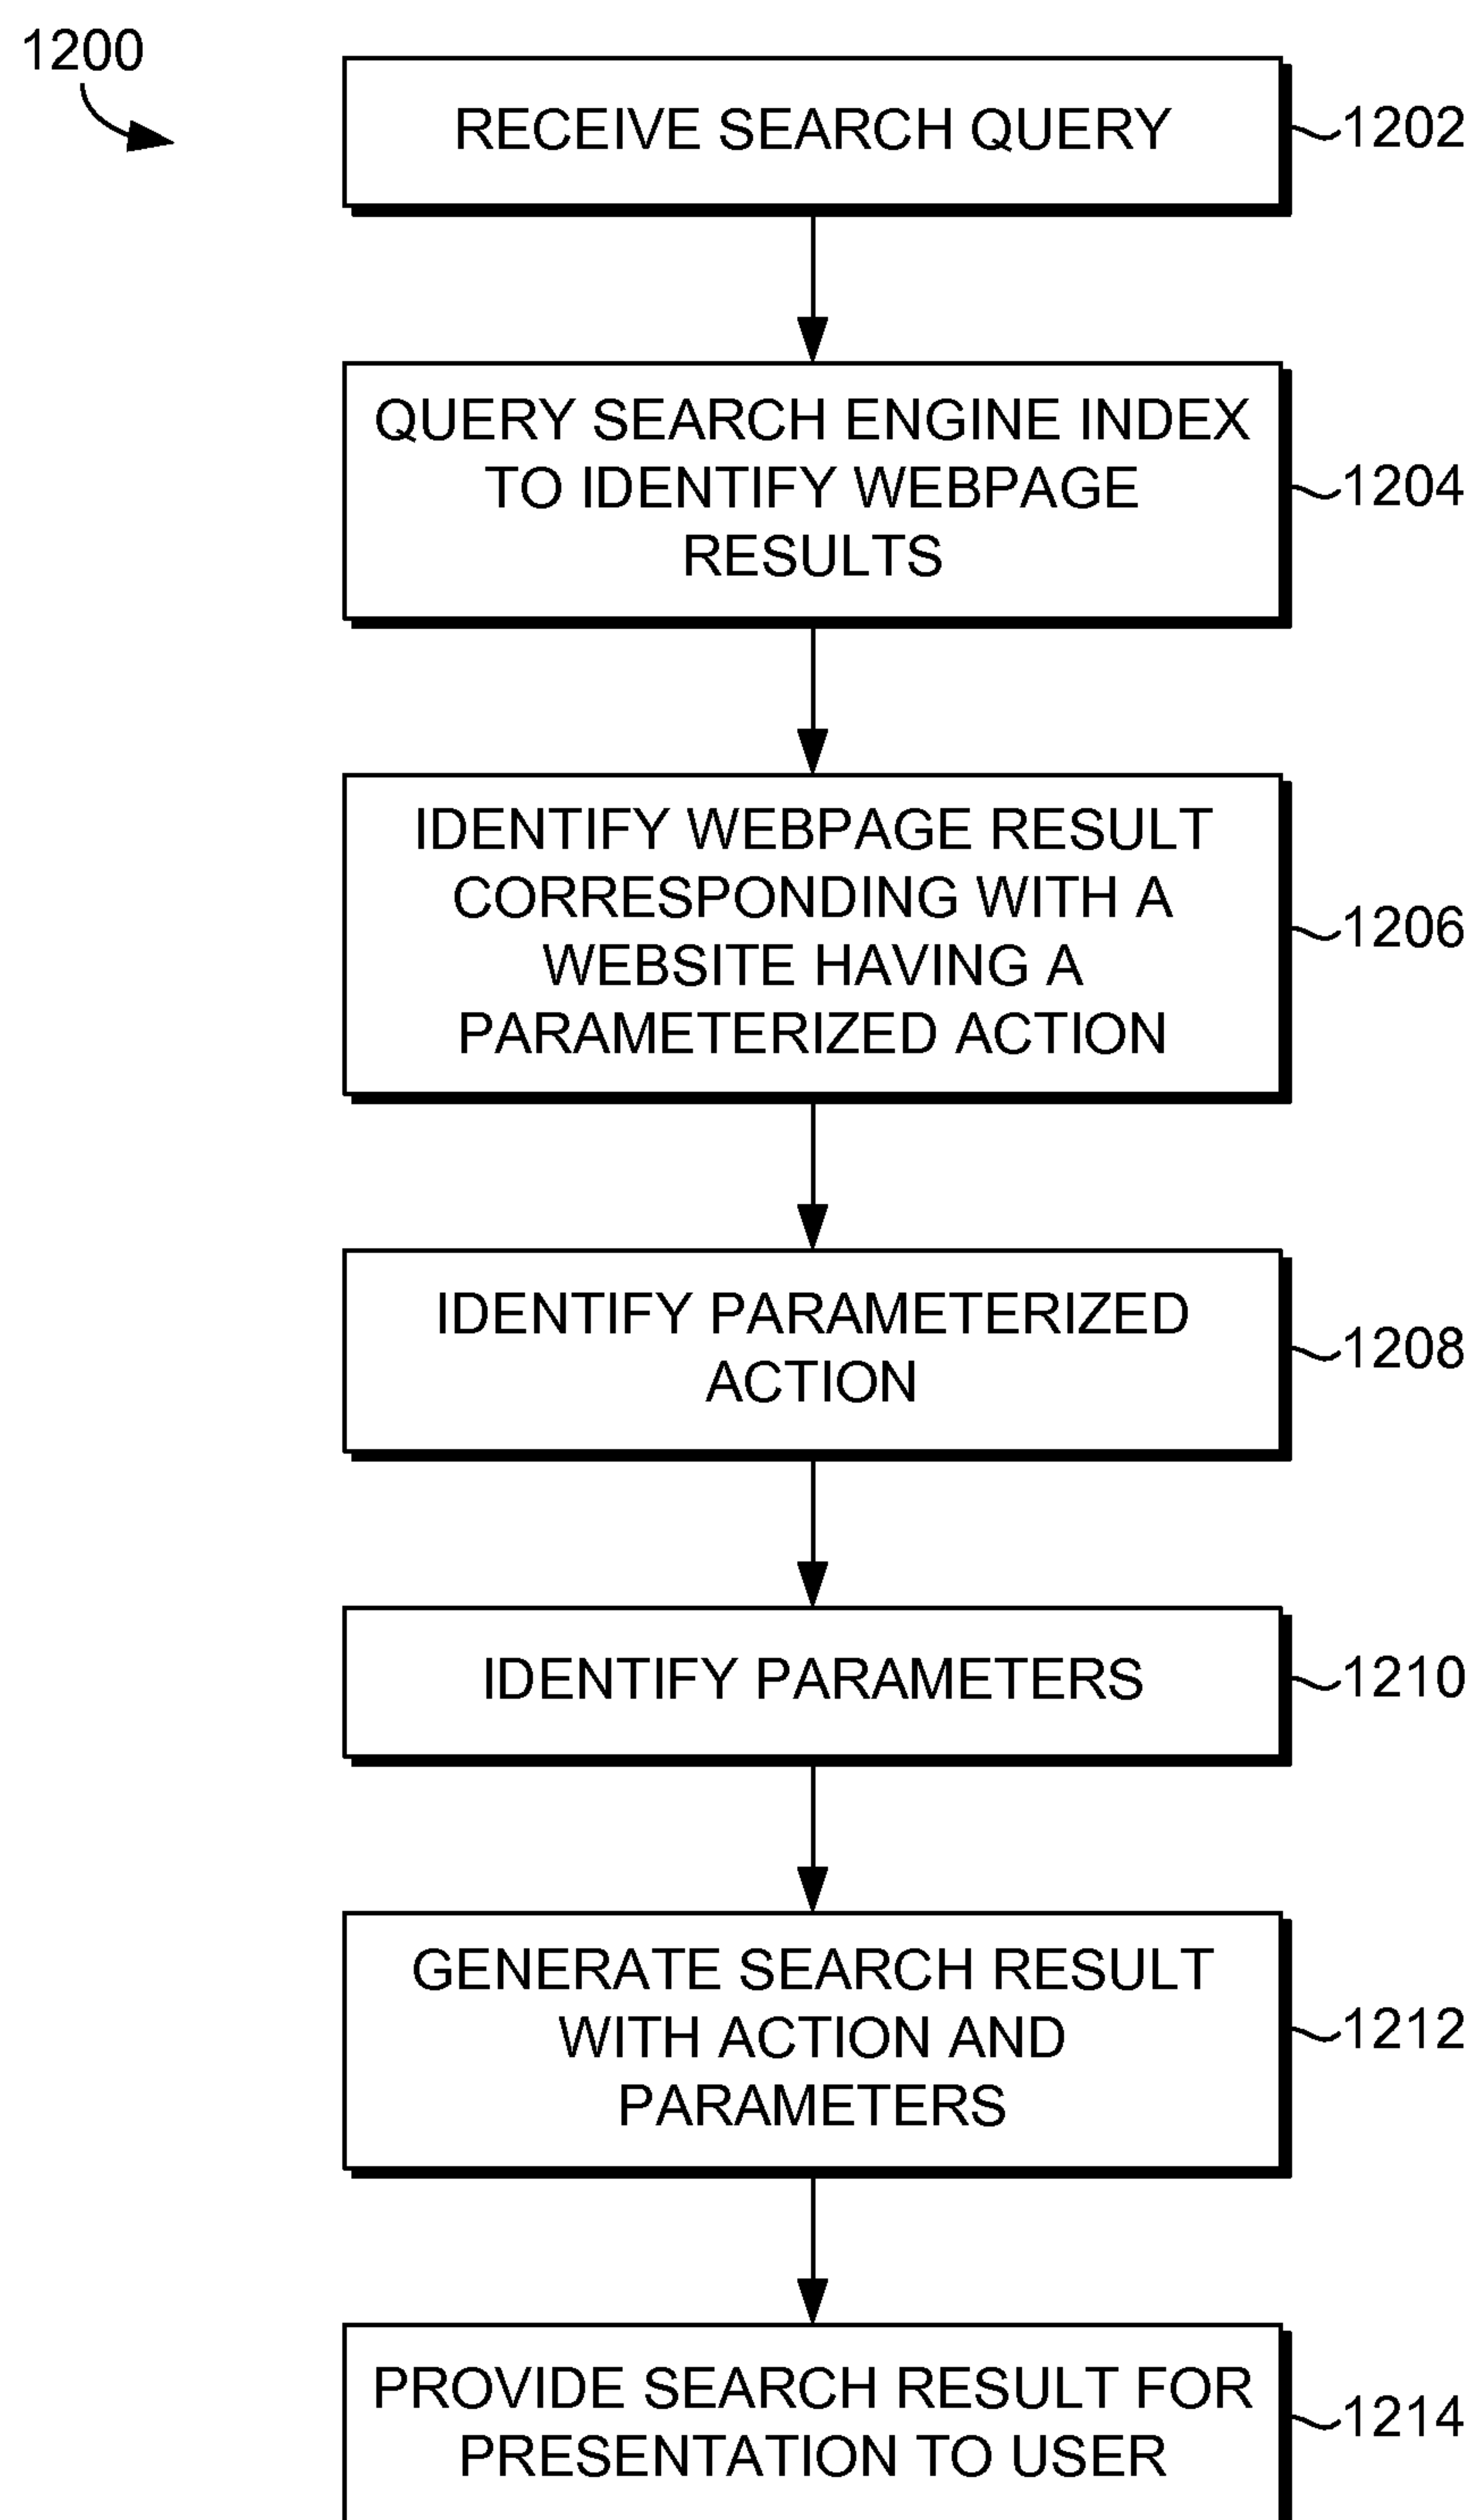 1200
RECEIVE SEARCH QUERY
1202
QUERY SEARCH ENGINE INDEX
TO IDENTIFY WEBPAGE
RESULTS
1204
IDENTIFY WEBPAGE RESULT
CORRESPONDING WITH A
WEBSITE HAVING A
PARAMETERIZED ACTION
1206
IDENTIFY PARAMETERIZED
ACTION
1208
IDENTIFY PARAMETERS
1210
GENERATE SEARCH RESULT
WITH ACTION AND
PARAMETERS
1212
PROVIDE SEARCH RESULT FOR
PRESENTATION TO USER
1214